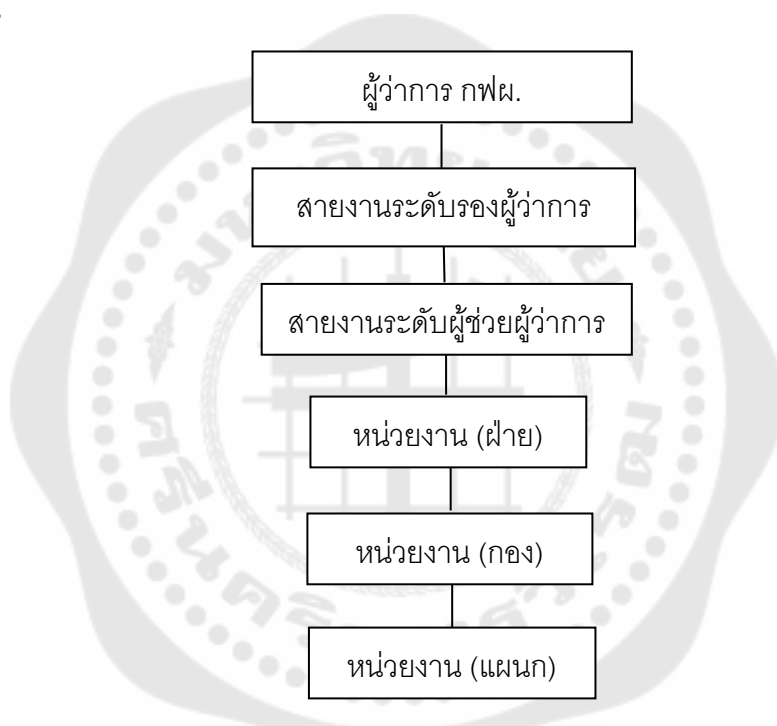 ผู้ว่าการ กฟผ.
สายงานระดับรองผู้ว่าการ
สายงานระดับผู้ช่วยผู้ว่าการ
หน่วยงาน (ฝ่าย)
หน่วยงาน (กอง)
หน่วยงาน (แผนก)